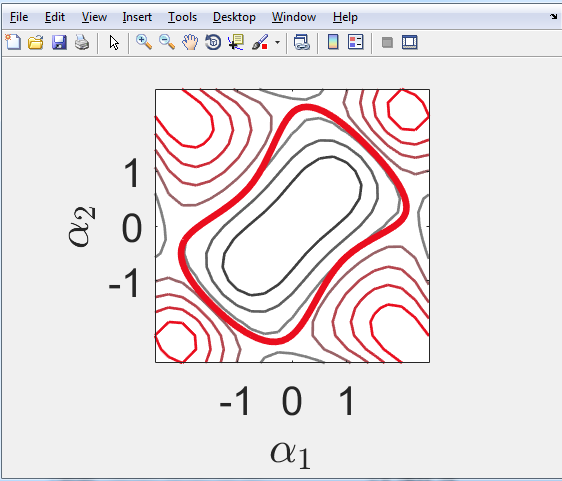 File Edit View Insert Tools Desktop Window Help
1
0
-1
α2
-1 0 1
α1